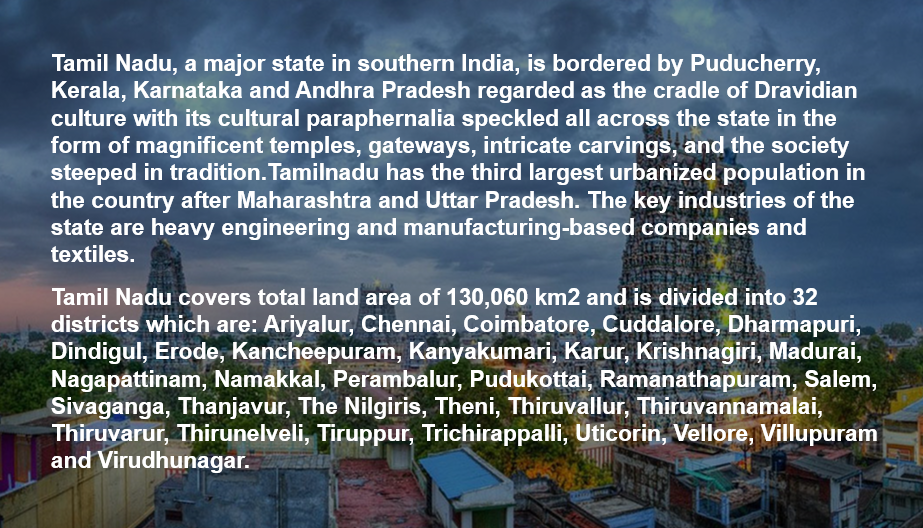 Tamil Nadu, a major state in southern India, is bordered by Puducherry,
Kerala, Karnataka and Andhra Pradesh regarded as the cradle of Dravidian
culture with its cultural paraphernalia speckled all across the state in the
form of magnificent temples, gateways, intricate carvings, and the society
steeped in tradition.Tamilnadu has the third largest urbanized population in
the country after Maharashtra and Uttar Pradesh. The key industries of the
state are heavy engineering and manufacturing-based companies and
textiles.
Tamil Nadu covers total land area of 130,060 km2 and is divided into 32
districts which are: Ariyalur, Chennai, Coimbatore, Cuddalore, Dharmapuri,
Dindigul, Erode, Kancheepuram, Kanyakumari, Karur, Krishnagiri, Madurai,
Nagapattinam, Namakkal, Perambalur, Pudukottai, Ramanathapuram, Salem,
Sivaganga, Thanjavur, The Nilgiris, Theni, Thiruvallur, Thiruvannamalai,
Thiruvarur, Thirunelveli, Tiruppur, Trichirappalli, Uticorin, Vellore, Villupuram
and Virudhunagar.